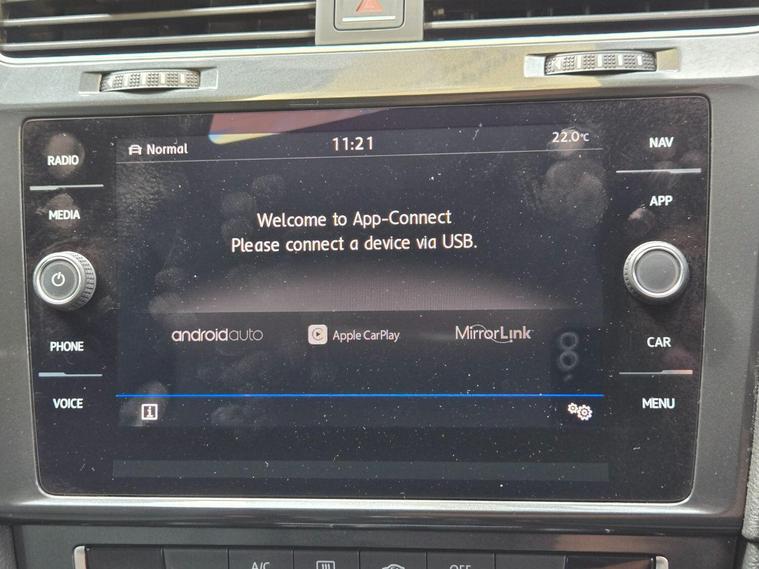 RADIO
MEDIA
PHONE
VOICE
Normal
11:21
22.0°C
Welcome to App-Connect
Please connect a device via USB.
androidauto
Apple CarPlay
MirrorLink
i
NAV
APP
CAR
MENU
A/C
OFF